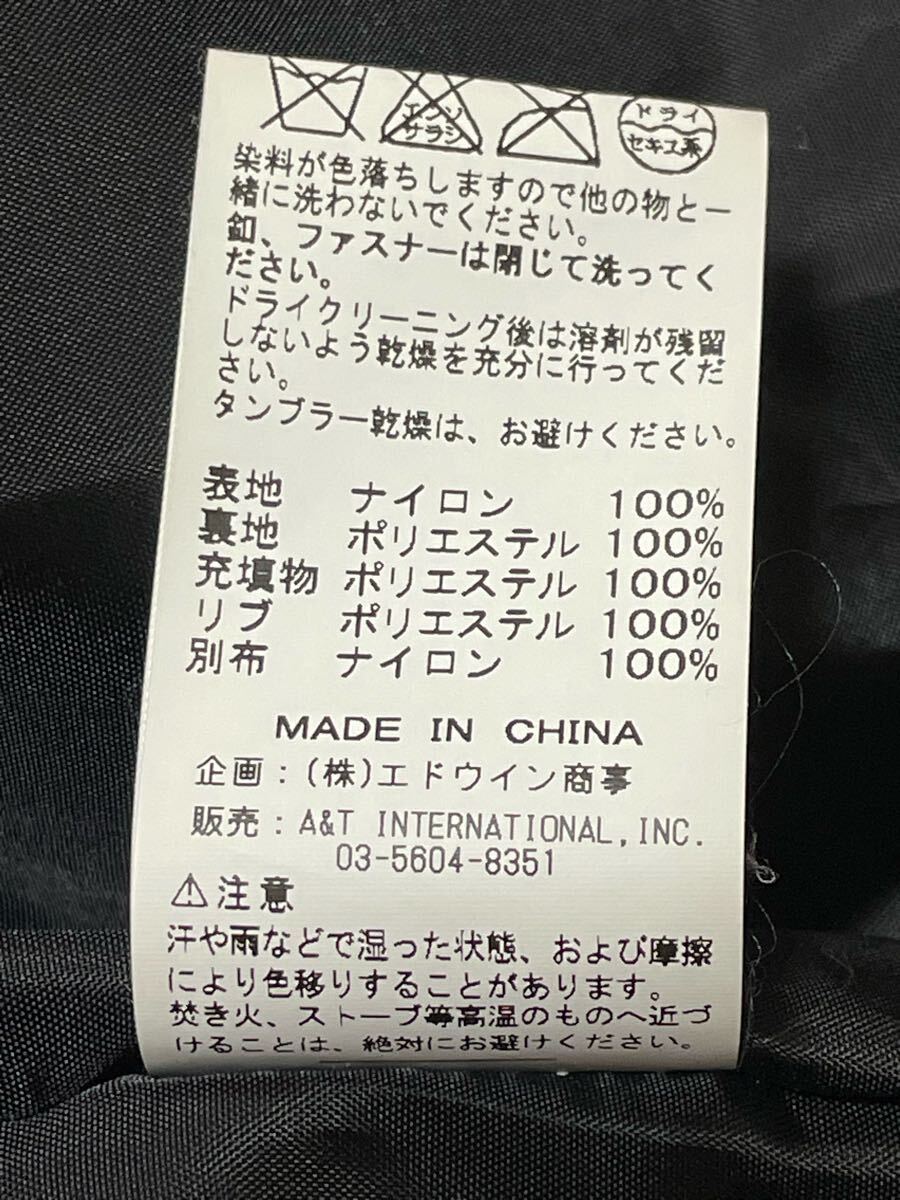 エンソ ドライ
サラシ セキユ系
染料が色落ちしますので他の物と一
緒に洗わないでください。
釦、ファスナーは閉じて洗ってく
ださい。
ドライクリーニング後は溶剤が残留
しないよう乾燥を充分に行ってくだ
さい。
タンブラー乾燥は、お避けください。
表地 ナイロン 100%
裏地 ポリエステル 100%
充填物 ポリエステル 100%
リブ ポリエステル 100%
別布 ナイロン 100%
MADE IN CHINA
企画:(株)エドウイン商事
販売:A&T INTERNATIONAL,INC.
03-5604-8351
⚠注意
汗や雨などで湿った状態、および摩擦
により色移りすることがあります。
焚き火、ストーブ等高温のものへ近づ
けることは、絶対にお避けください。